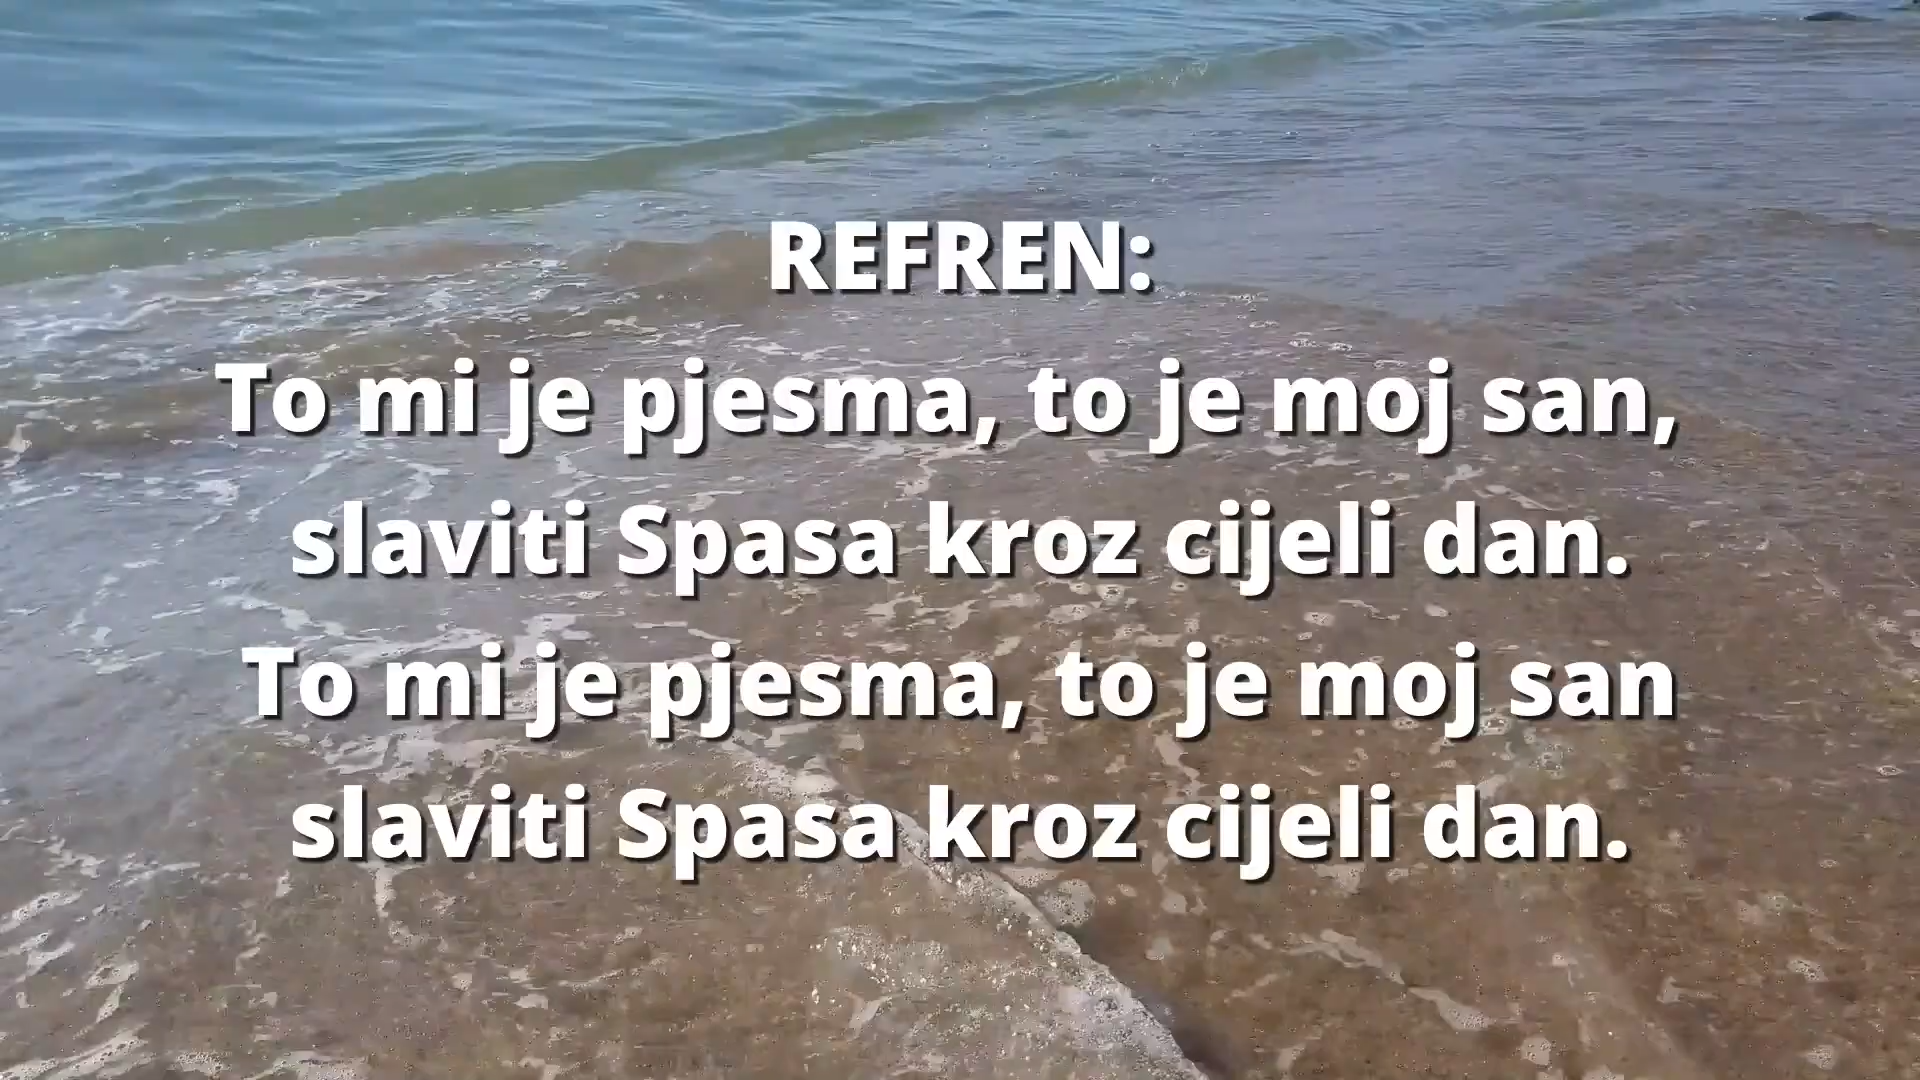 REFREN:
To mi je pjesma, to je moj san,
slaviti Spasa kroz cijeli dan.
To mi je pjesma, to je moj san
slaviti Spasa kroz cijeli dan.